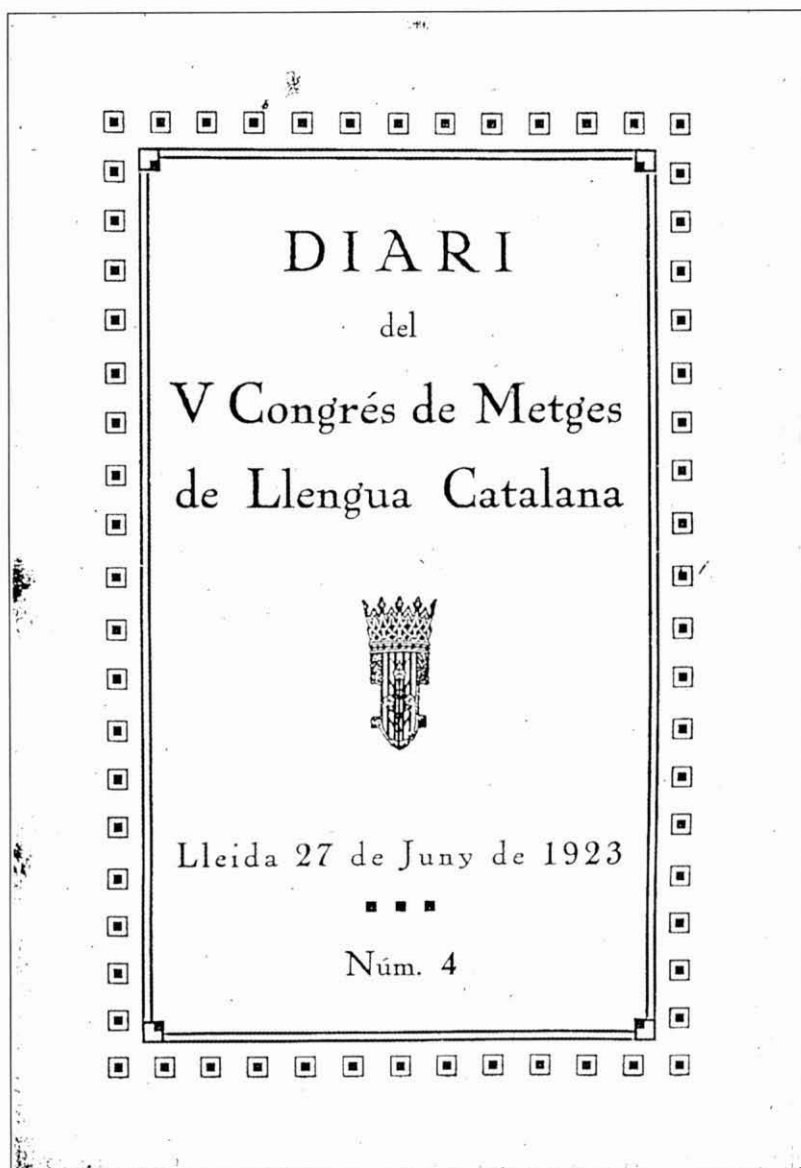 DIARI
del
V Congrés de Metges
de Llengua Catalana
Lleida 27 de Juny de 1923
Núm. 4